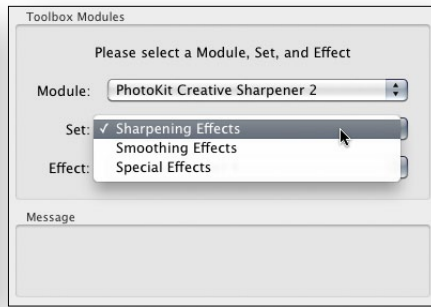 Toolbox Modules
Please select a Module, Set, and Effect
Module: PhotoKit Creative Sharpener 2
Set: ✓ Sharpening Effects
Smoothing Effects
Effect: Special Effects
Message